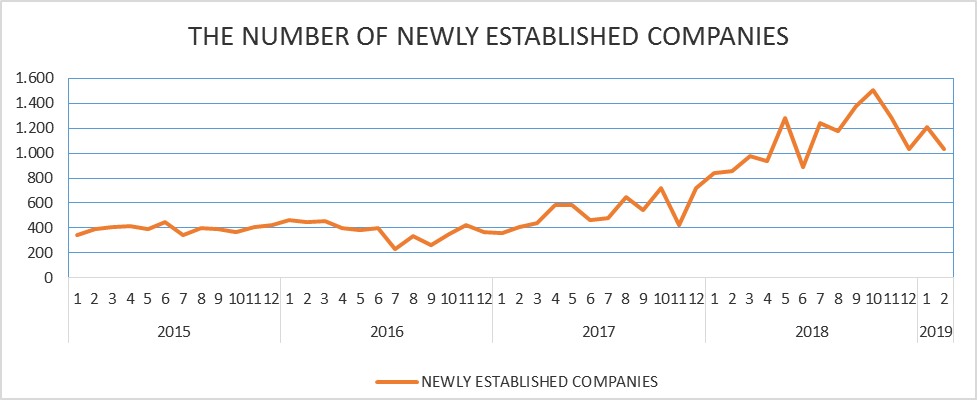 THE NUMBER OF NEWLY ESTABLISHED COMPANIES
1.600
1.400
1.200
1.000
800
600
400
200
0
1 2 3 4 5 6 7 8 9 10 11 12 1 2 3 4 5 6 7 8 9 10 11 12 1 2 3 4 5 6 7 8 9 10 11 12 1 2 3 4 5 6 7 8 9 10 11 12 1 2
2015 2016 2017 2018 2019
NEWLY ESTABLISHED COMPANIES